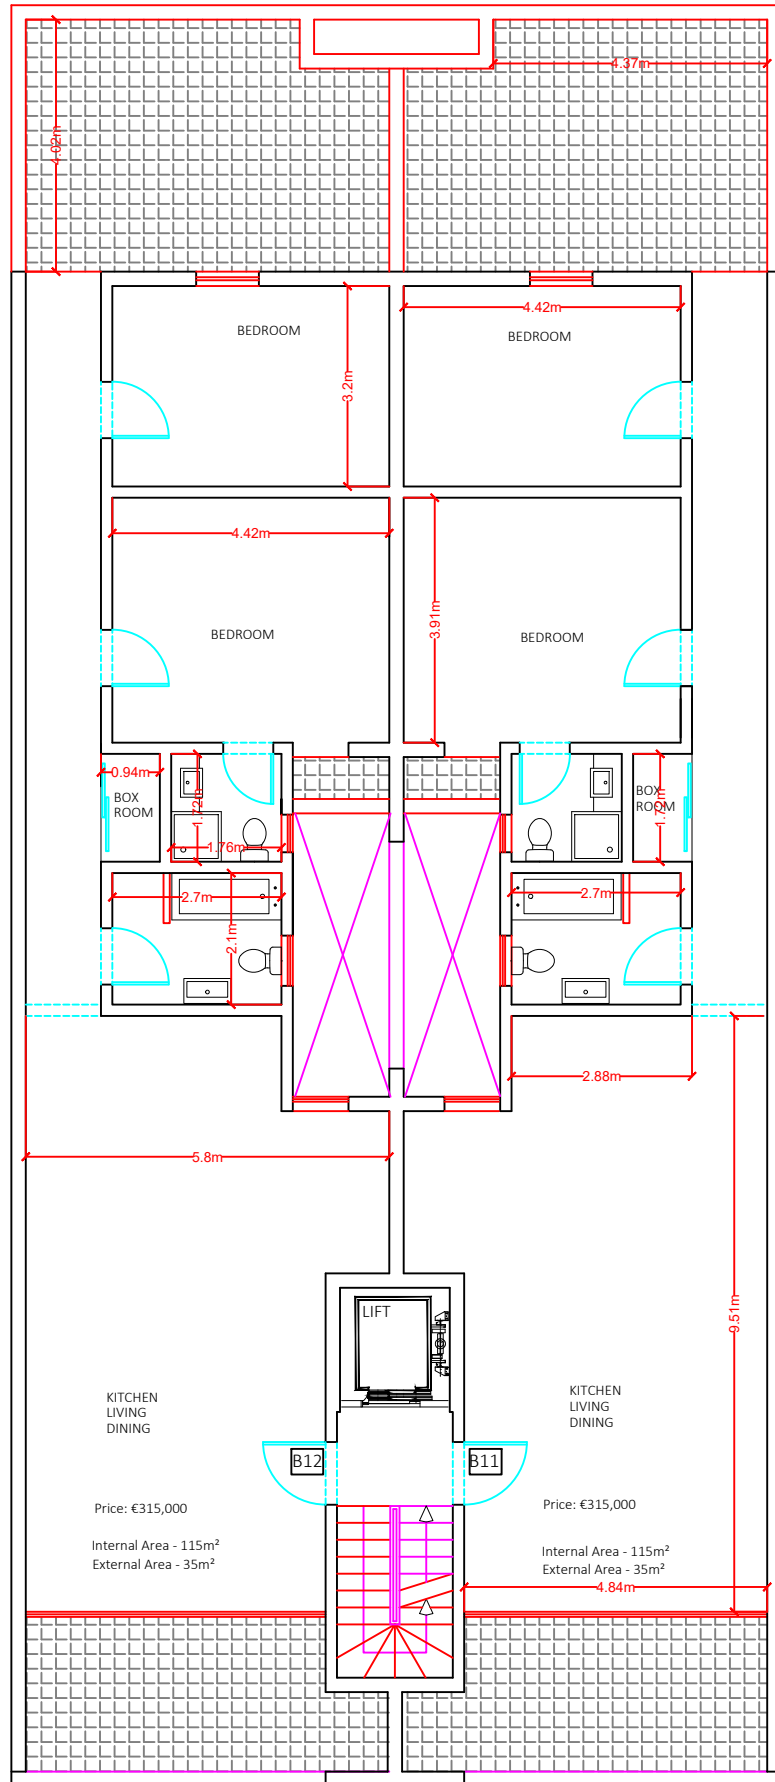 4.37m
4.02m
4.42m
BEDROOM
BEDROOM
3.2m
4.42m
3.91m
BEDROOM
BEDROOM
0.94m
BOX
ROOM
1.72m
1.76m
BOX
ROOM
1.72m
2.7m
2.7m
2.1m
2.88m
5.8m
LIFT
9.51m
KITCHEN
LIVING
DINING
KITCHEN
LIVING
DINING
B12
B11
Price: €315,000
Price: €315,000
Internal Area - 115m²
External Area - 35m²
Internal Area - 115m²
External Area - 35m²
4.84m